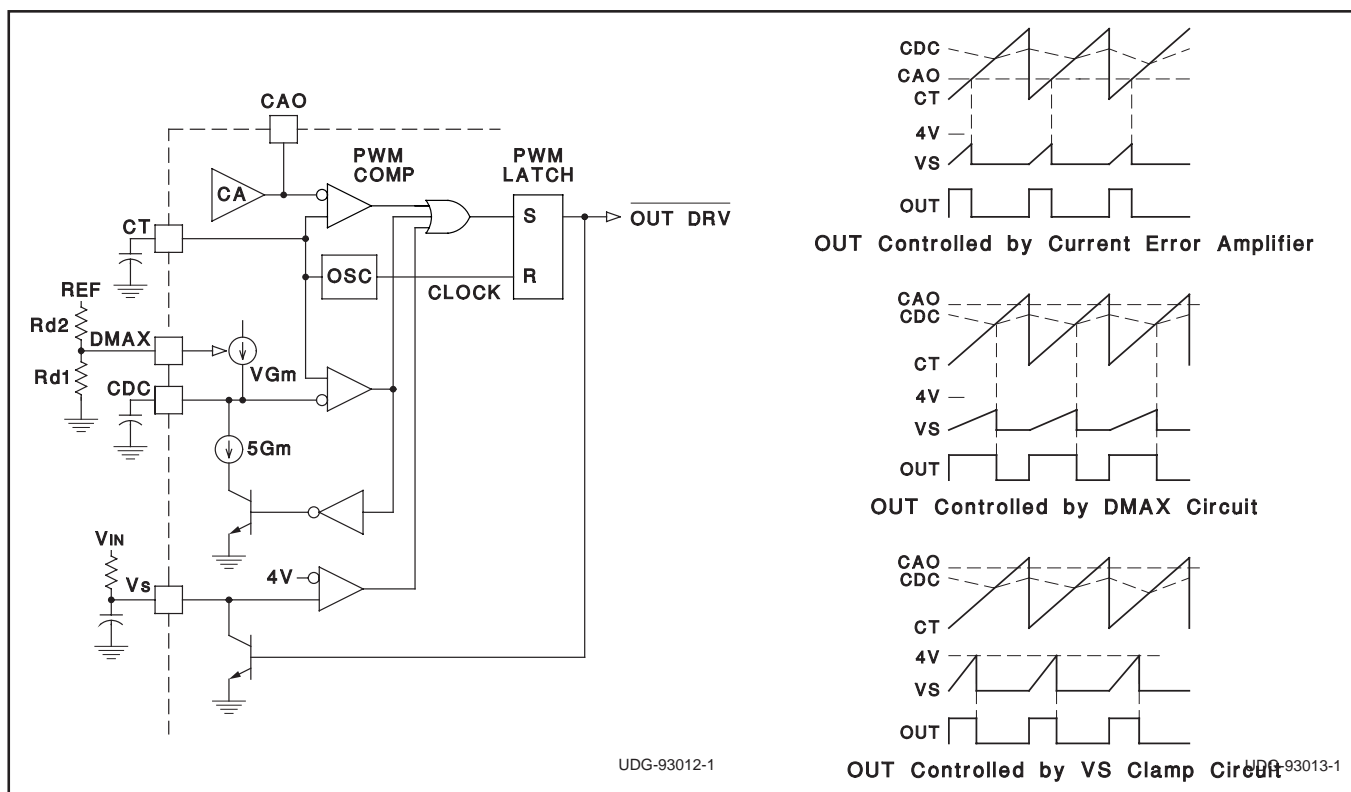 CAO
PWM
COMP
PWM
LATCH
CA
CT
S
OUT DRV
REF
OSC
R
CLOCK
Rd2
DMAX
VGm
Rd1
CDC
5Gm
VIN
4V
Vs
UDG-93012-1
CDC
CAO
CT
4V
VS
OUT
OUT Controlled by Current Error Amplifier
CAO
CDC
CT
4V
VS
OUT
OUT Controlled by DMAX Circuit
CAO
CDC
CT
4V
VS
OUT
OUT Controlled by VS Clamp Circuit
UDG-93013-1